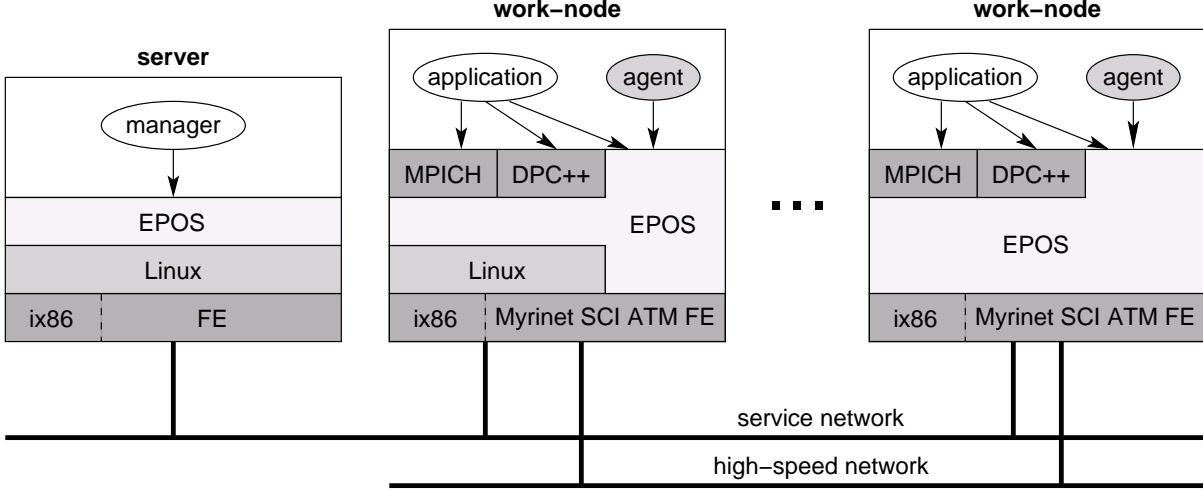 server
manager
EPOS
Linux
ix86 FE
work−node
application agent
MPICH DPC++
EPOS
Linux
ix86 Myrinet SCI ATM FE
...
work−node
application agent
MPICH DPC++
EPOS
ix86 Myrinet SCI ATM FE
service network
high−speed network